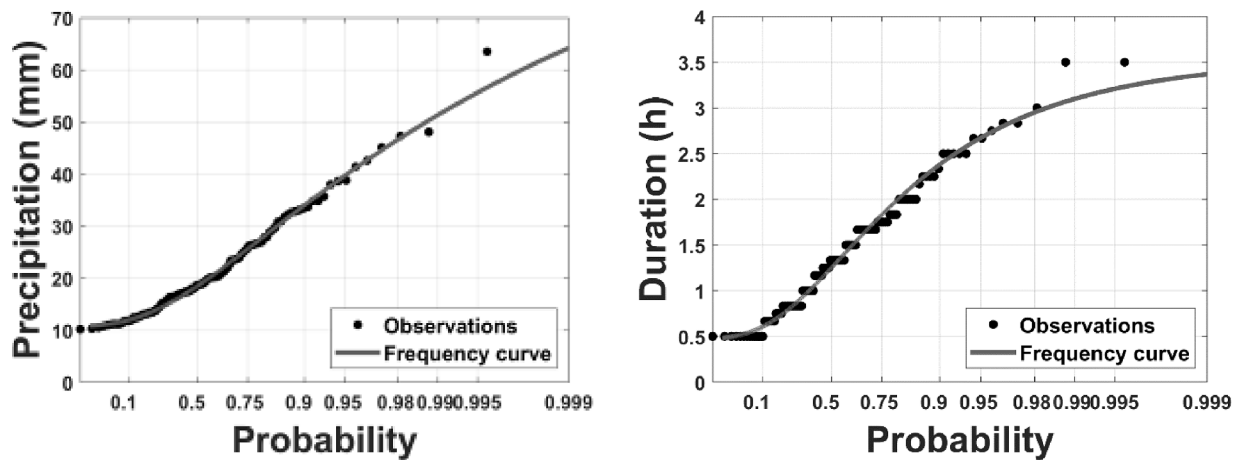 Precipitation (mm)
70
60
50
40
30
20
10
0
0.1 0.5 0.75 0.9 0.95 0.98 0.99 0.995 0.999
Probability
Observations
Frequency curve
Duration (h)
4
3.5
3
2.5
2
1.5
1
0.5
0
0.1 0.5 0.75 0.9 0.95 0.98 0.99 0.995 0.999
Probability
Observations
Frequency curve